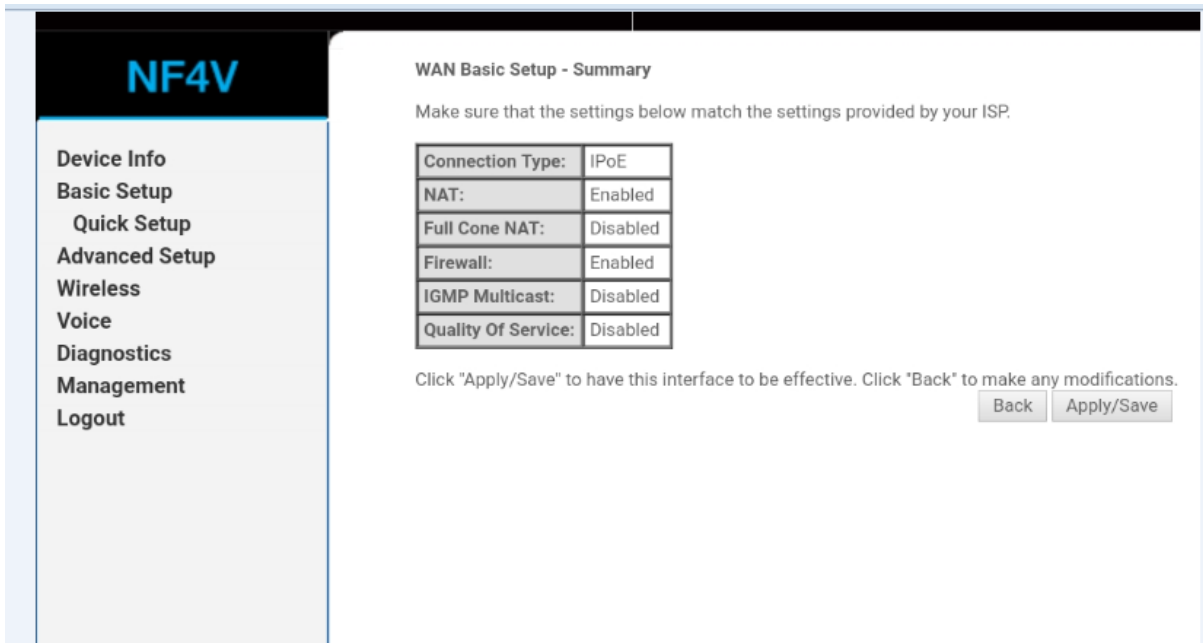 NF4V
Device Info
Basic Setup
Quick Setup
Advanced Setup
Wireless
Voice
Diagnostics
Management
Logout
WAN Basic Setup - Summary
Make sure that the settings below match the settings provided by your ISP.
Connection Type: IPoE
NAT: Enabled
Full Cone NAT: Disabled
Firewall: Enabled
IGMP Multicast: Disabled
Quality Of Service: Disabled
Click "Apply/Save" to have this interface to be effective. Click "Back" to make any modifications.
Back Apply/Save